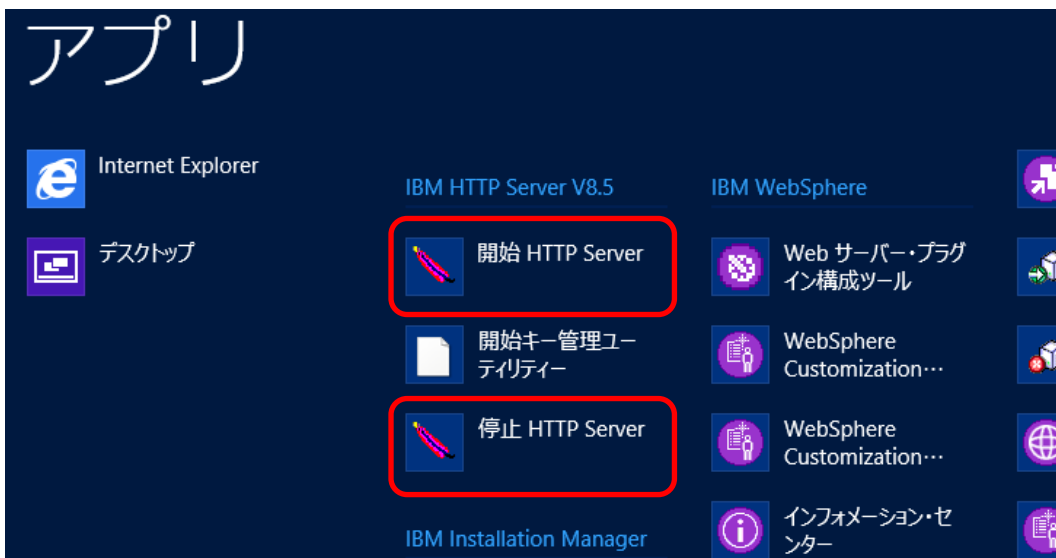 アプリ
Internet Explorer
デスクトップ
IBM HTTP Server V8.5
開始 HTTP Server
開始キー管理ユー
ティリティー
停止 HTTP Server
IBM Installation Manager
IBM WebSphere
Web サーバー・プラグ
イン構成ツール
WebSphere
Customization…
WebSphere
Customization…
インフォメーション・セ
ンター